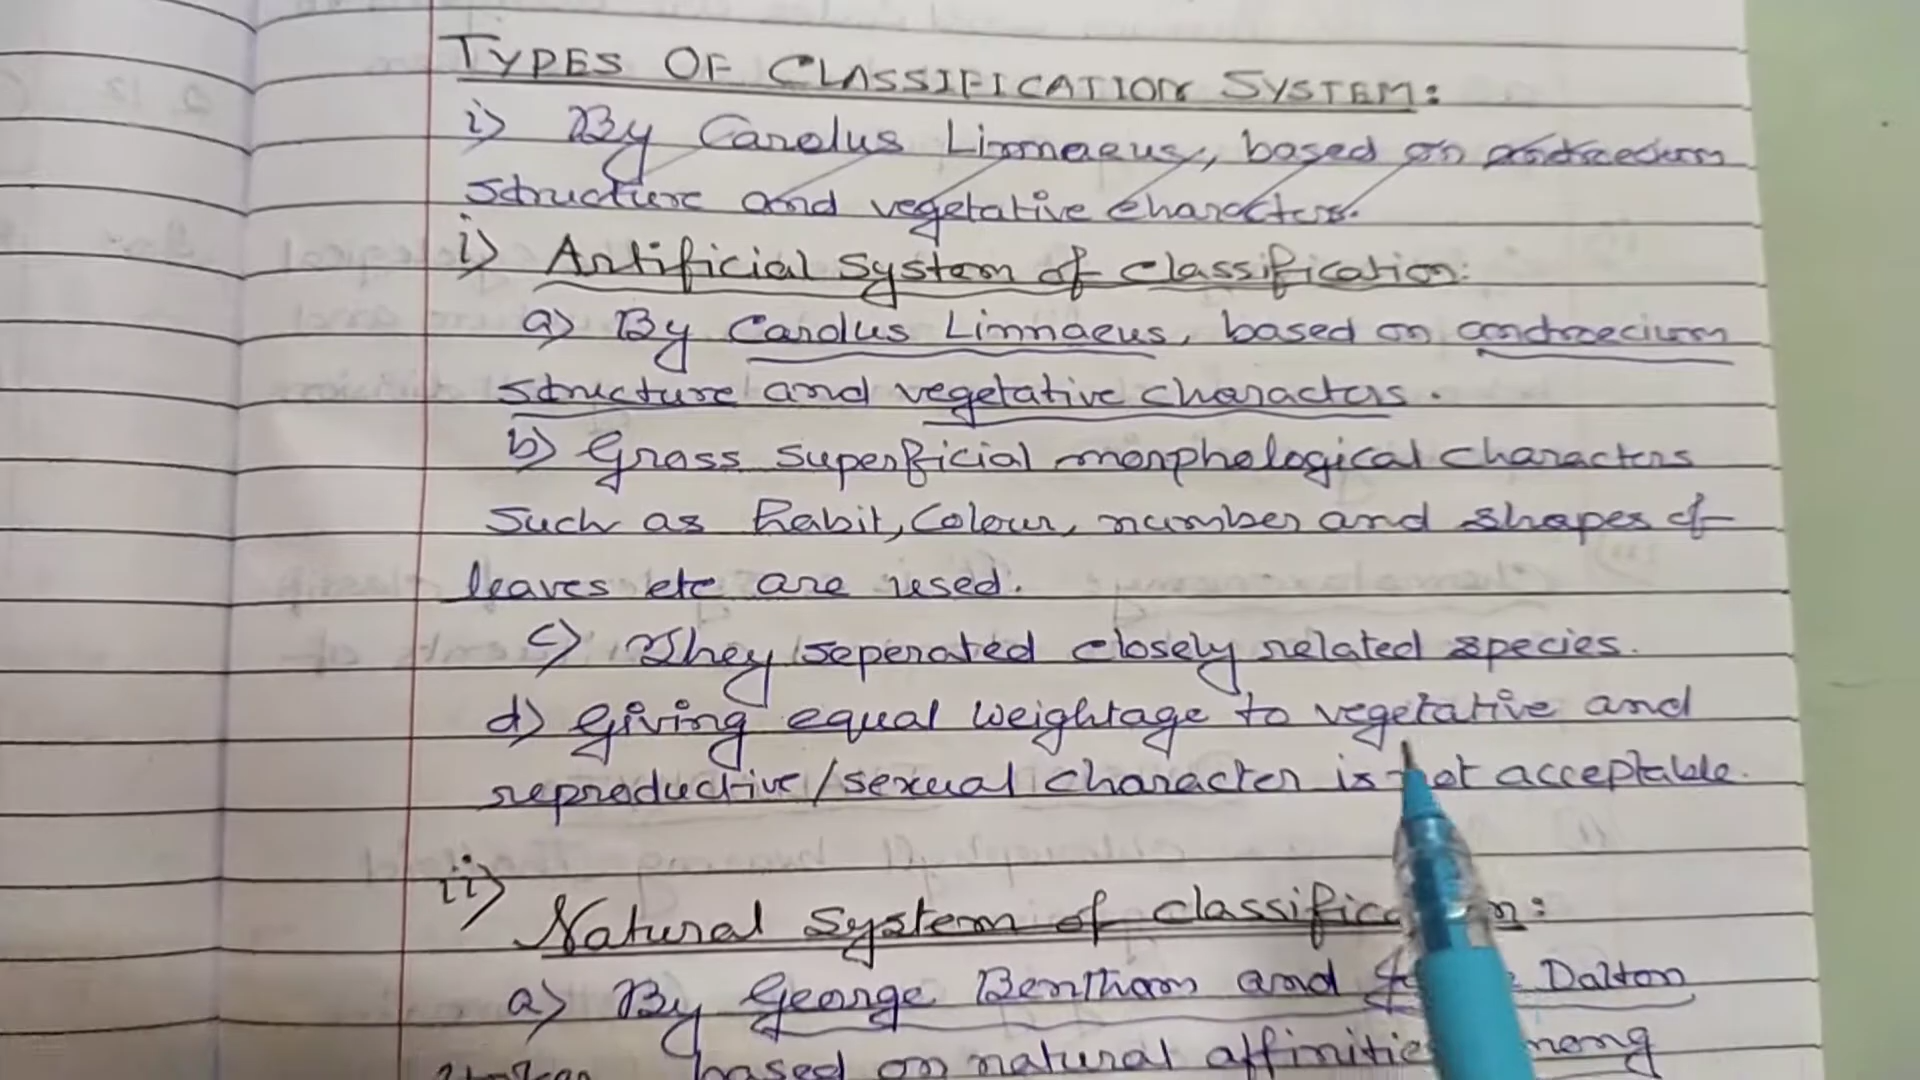 TYPES OF CLASSIFICATION SYSTEM:
i) By Carolus Linnaeus, based on androecium
structure and vegetative characters.
i) Artificial system of classification:
a) By Carolus Linnaeus, based on androecium
structure and vegetative characters.
b) Gross superficial morphological characters
such as habit, colour, number and shapes of
leaves etc are used.
c) They seperated closely related species.
d) Giving equal weightage to vegetative and
reproductive/sexual character is not acceptable.
ii)
Natural system of classification:
a) By George Bentham and Dalton
based on natural affinities among